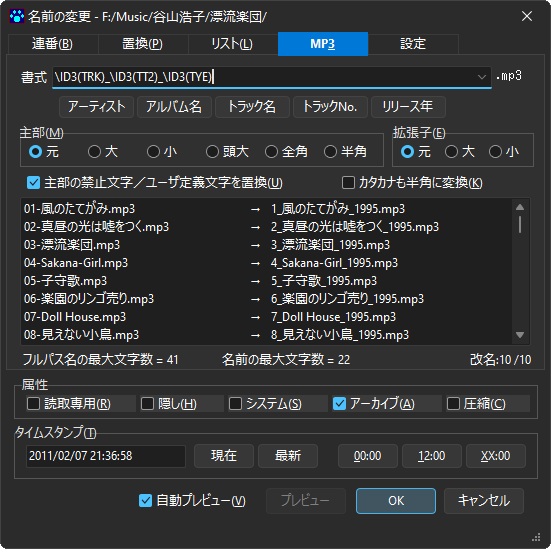 名前の変更 - F:/Music/谷山浩子/漂流楽団/
連番(B) 置換(P) リスト(L) MP3 設定
書式 \ID3(TRK)_\ID3(TT2)_\ID3(TYE) .mp3
アーティスト アルバム名 トラック名 トラックNo. リリース年
主部(M) 拡張子(E)
元 大 小 頭大 全角 半角 元 大 小
主部の禁止文字／ユーザ定義文字を置換(U) カタカナも半角に変換(K)
01-風のたてがみ.mp3 → 1_風のたてがみ_1995.mp3
02-真昼の光は嘘をつく.mp3 → 2_真昼の光は嘘をつく_1995.mp3
03-漂流楽団.mp3 → 3_漂流楽団_1995.mp3
04-Sakana-Girl.mp3 → 4_Sakana-Girl_1995.mp3
05-子守歌.mp3 → 5_子守歌_1995.mp3
06-楽園のリンゴ売り.mp3 → 6_楽園のリンゴ売り_1995.mp3
07-Doll House.mp3 → 7_Doll House_1995.mp3
08-見えない小鳥.mp3 → 8_見えない小鳥_1995.mp3
フルパス名の最大文字数 = 41 名前の最大文字数 = 22 改名:10 /10
属性
読取専用(R) 隠し(H) システム(S) アーカイブ(A) 圧縮(C)
タイムスタンプ(T)
2011/02/07 21:36:58 現在 最新 00:00 12:00 XX:00
自動プレビュー(V) プレビュー OK キャンセル